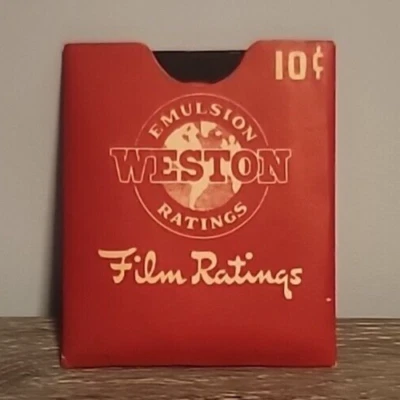 10¢
EMULSION
WESTON
RATINGS
Film Ratings